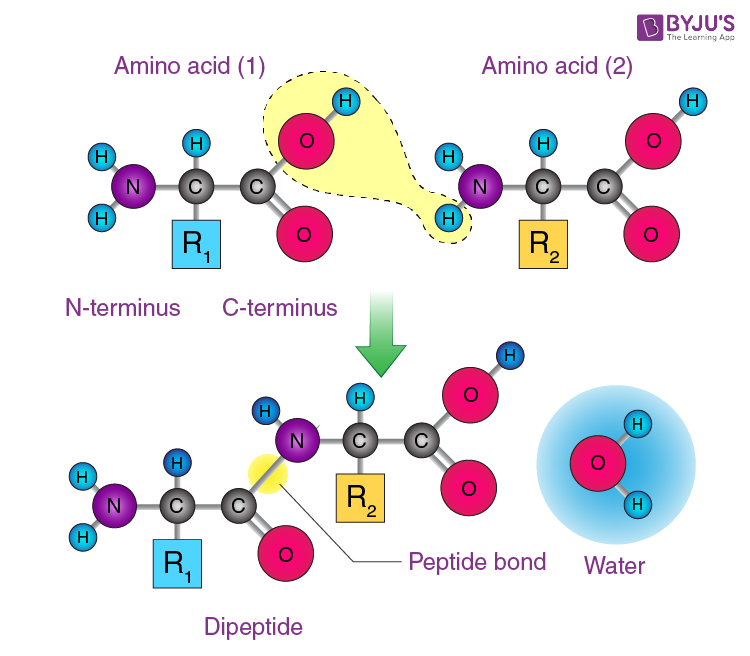 BYJU'S
The Learning App
Amino acid (1)
Amino acid (2)
H
H
H
H
H
O
H
O
N
C
C
N
C
C
H
H
R1
O
R2
O
N-terminus
C-terminus
H
H
H
O
N
C
C
H
H
H
N
C
C
R2
O
O
H
H
R1
O
Peptide bond
Water
Dipeptide